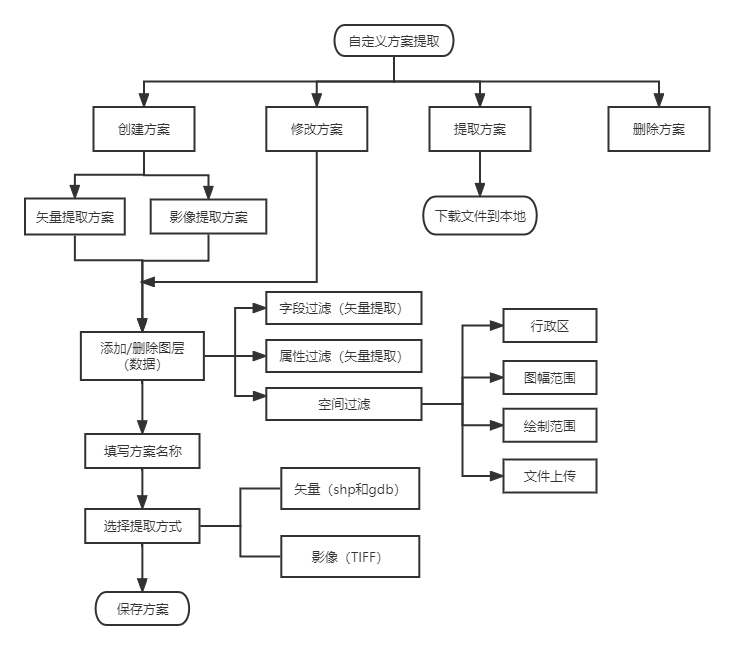 自定义方案提取
创建方案
修改方案
提取方案
删除方案
矢量提取方案
影像提取方案
下载文件到本地
字段过滤（矢量提取）
行政区
添加/删除图层
（数据）
属性过滤（矢量提取）
图幅范围
空间过滤
绘制范围
填写方案名称
文件上传
矢量（shp和gdb）
选择提取方式
影像（TIFF）
保存方案